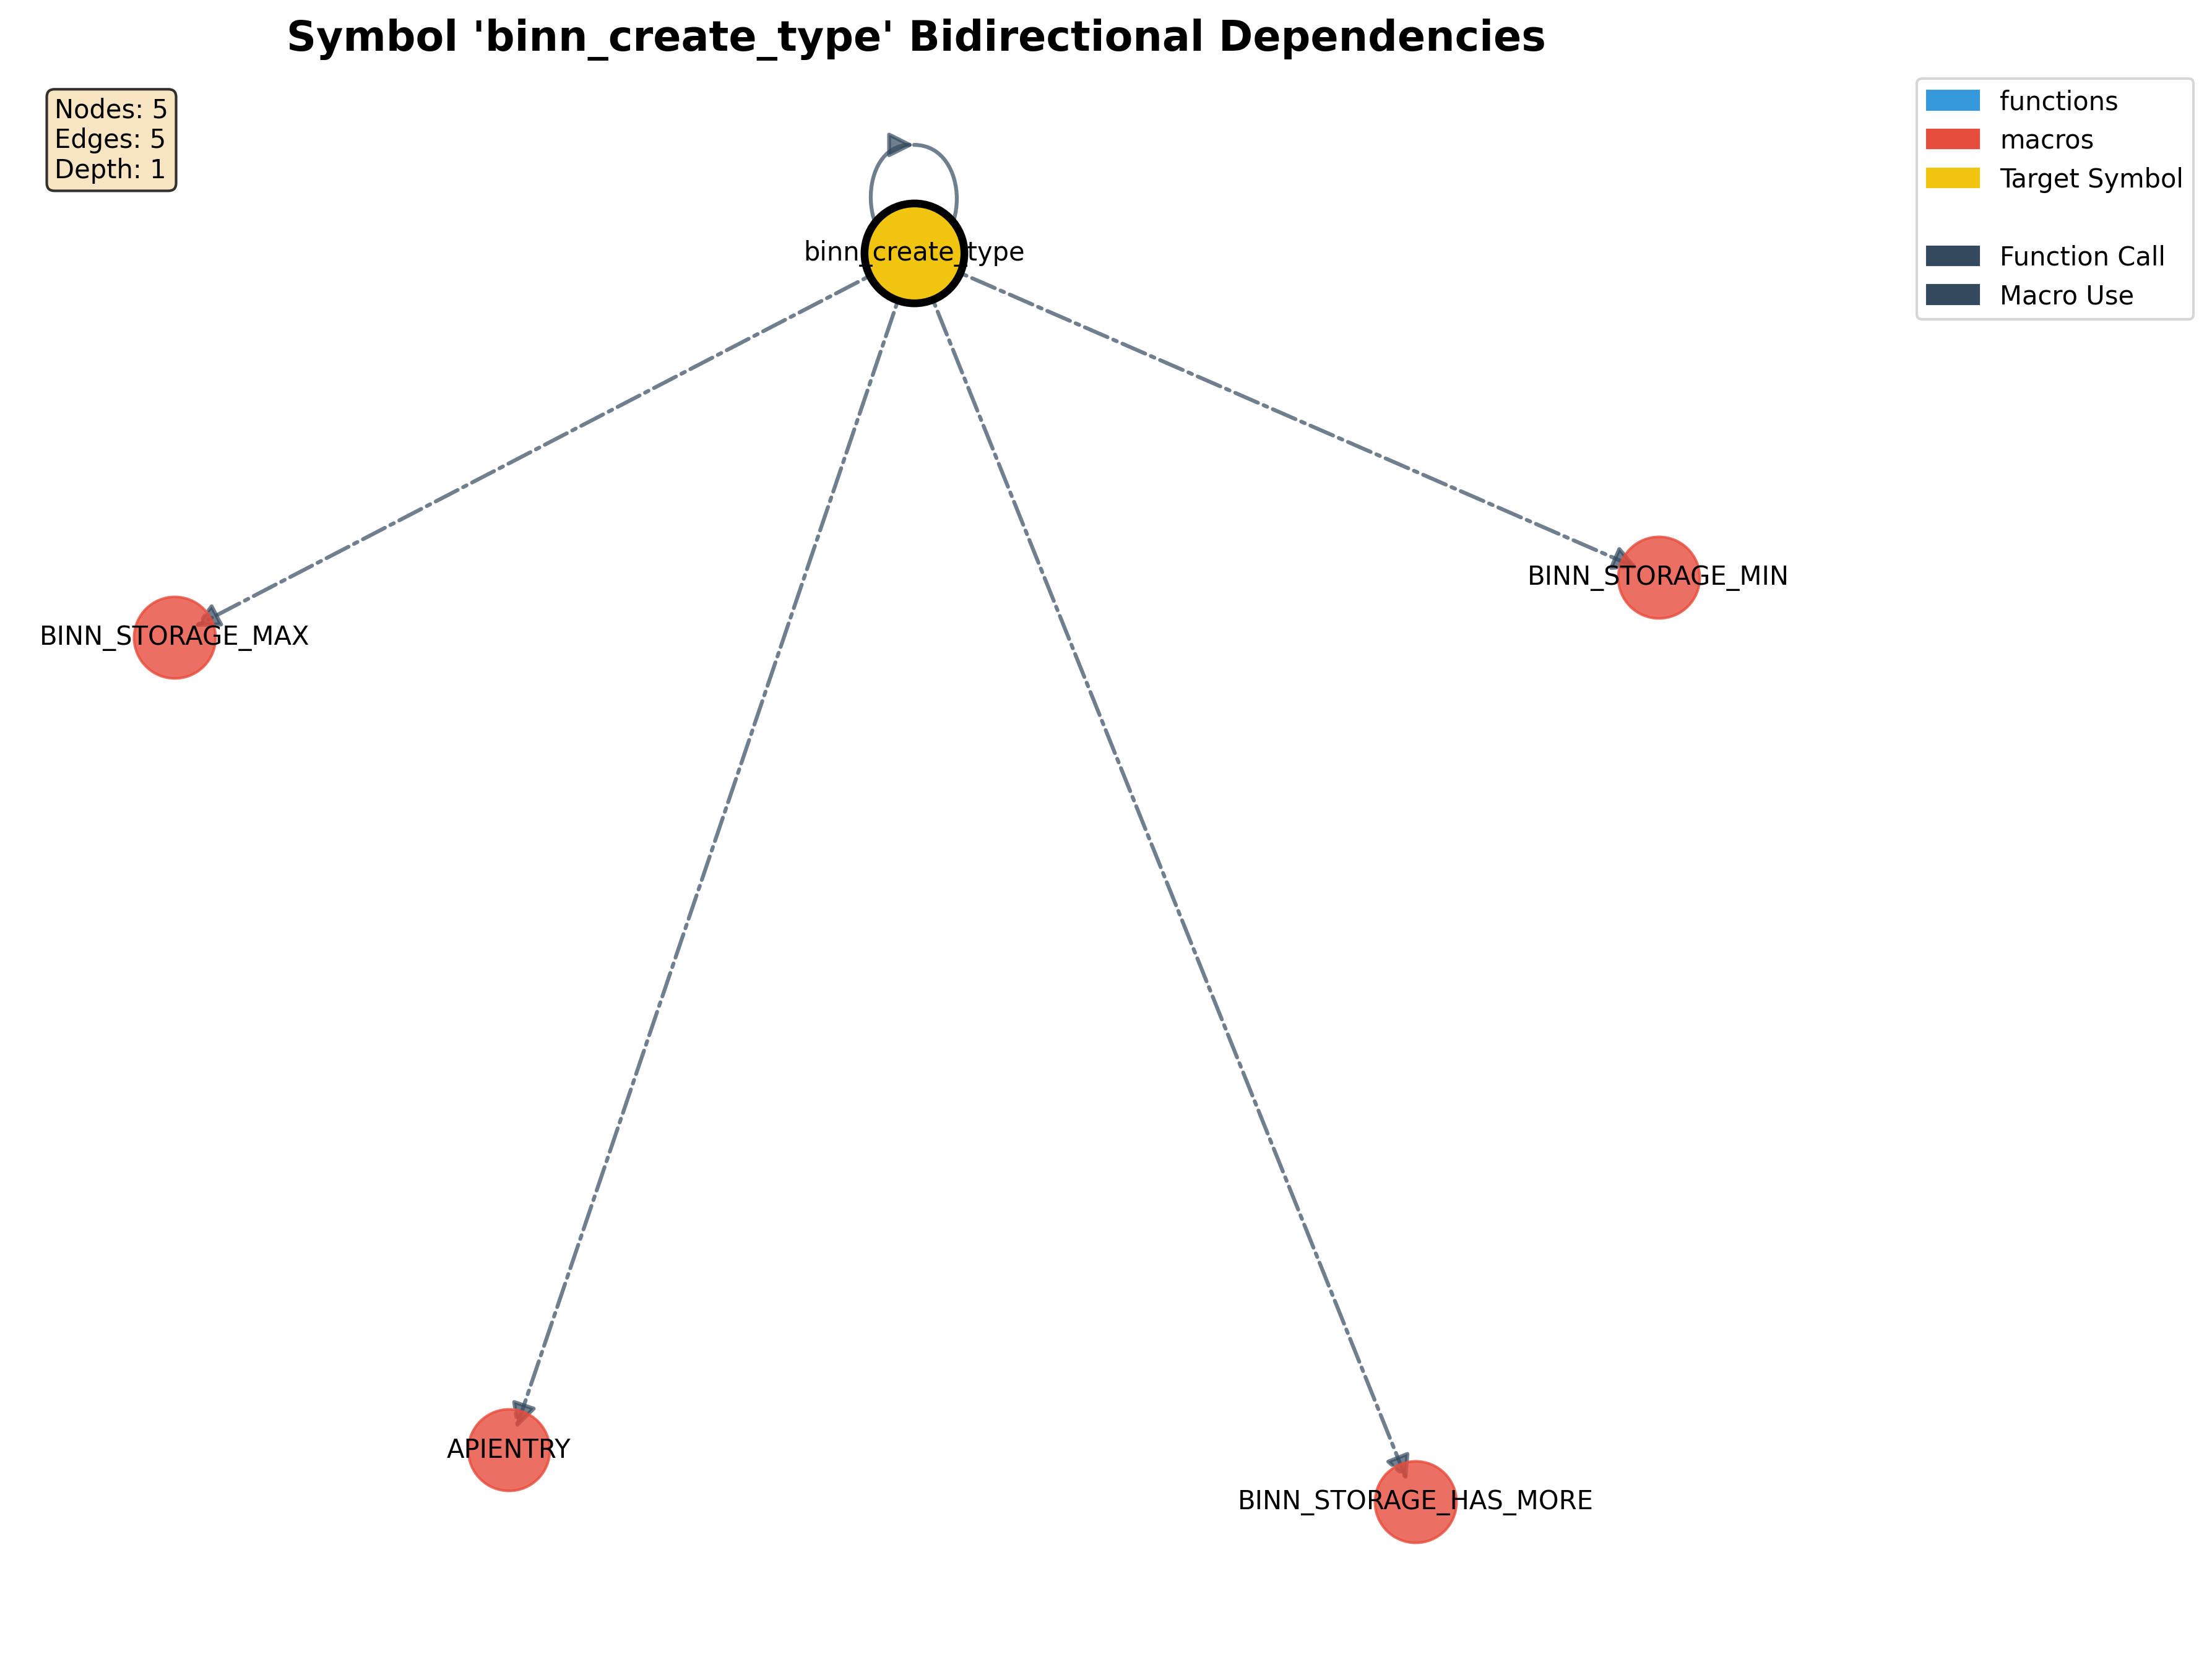 Symbol 'binn_create_type' Bidirectional Dependencies
Nodes: 5
Edges: 5
Depth: 1
functions
macros
Target Symbol
Function Call
Macro Use
binn_create_type
BINN_STORAGE_MIN
BINN_STORAGE_MAX
APIENTRY
BINN_STORAGE_HAS_MORE